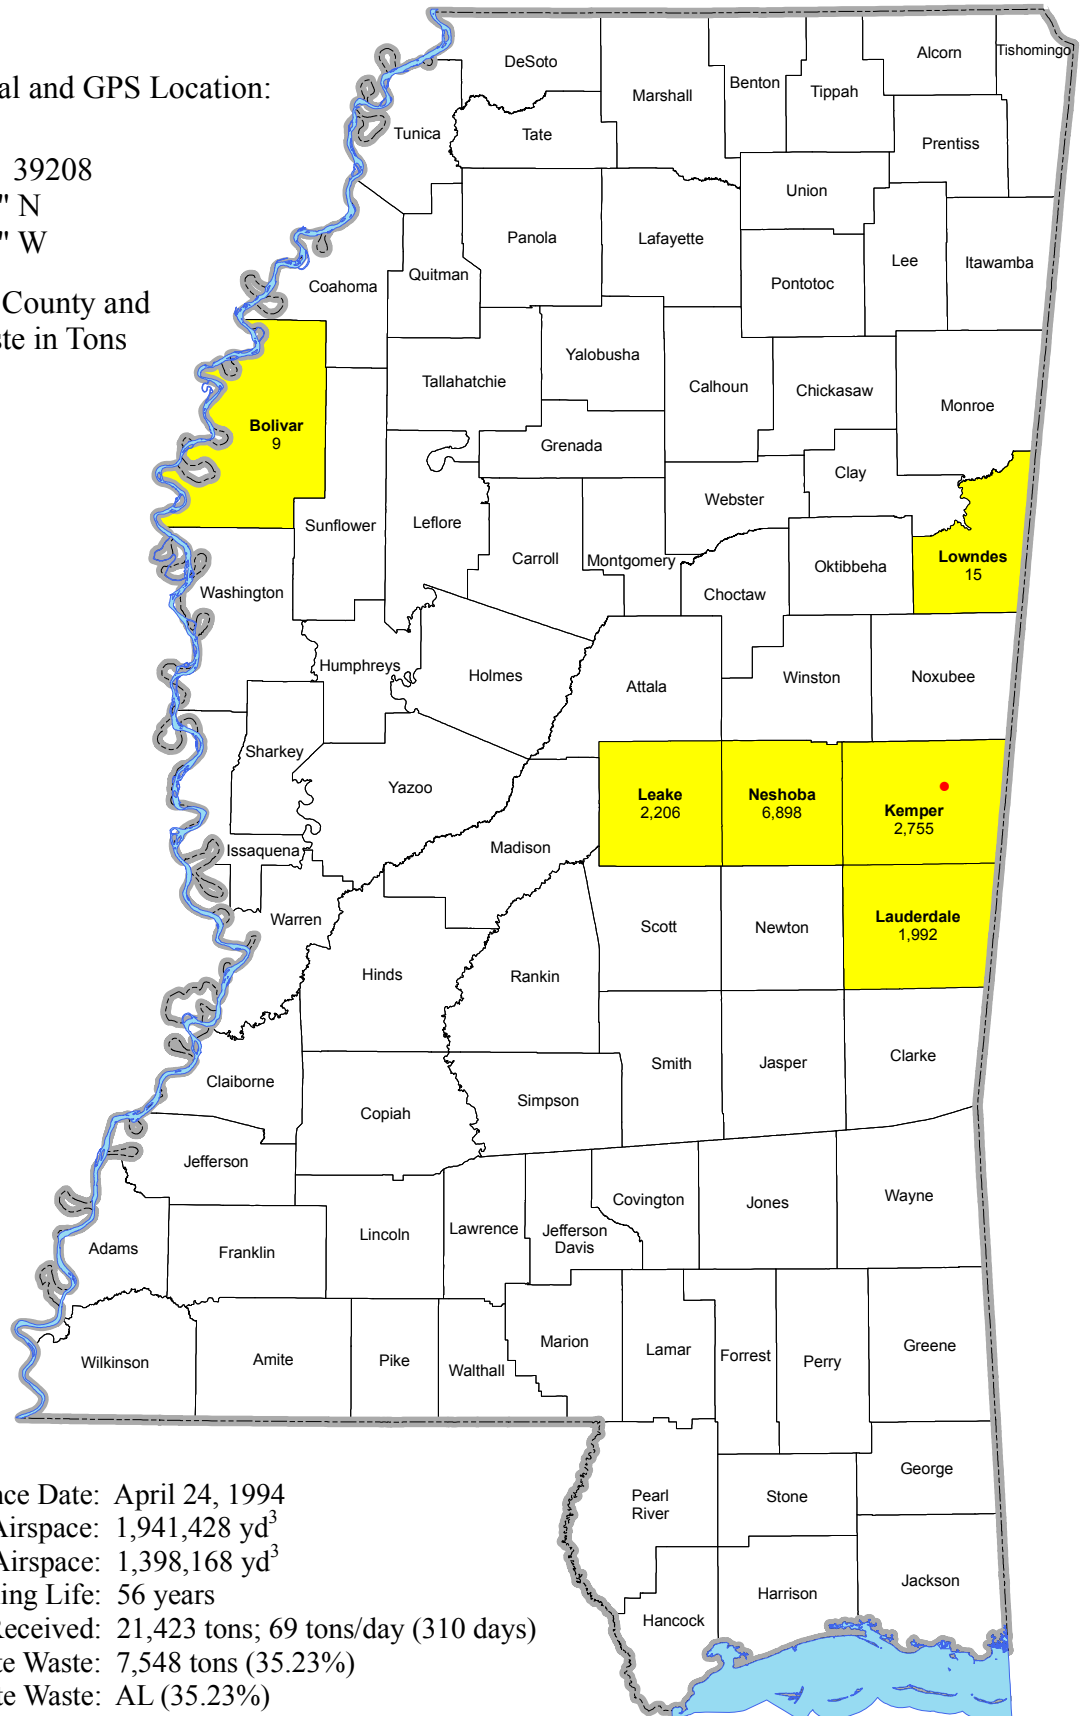 al and GPS Location:
39208
" N
" W
County and
ste in Tons
DeSoto
Marshall
Benton
Tippah
Alcorn
Tishomingo
Tunica
Tate
Prentiss
Union
Panola
Lafayette
Lee
Itawamba
Coahoma
Quitman
Pontotoc
Yalobusha
Tallahatchie
Calhoun
Chickasaw
Monroe
Bolivar
9
Grenada
Clay
Webster
Sunflower
Leflore
Carroll
Montgomery
Oktibbeha
Lowndes
15
Washington
Choctaw
Humphreys
Holmes
Attala
Winston
Noxubee
Sharkey
Yazoo
Leake
2,206
Neshoba
6,898
Kemper
2,755
Issaquena
Madison
Warren
Scott
Newton
Lauderdale
1,992
Hinds
Rankin
Smith
Jasper
Clarke
Claiborne
Copiah
Simpson
Jefferson
Covington
Jones
Wayne
Adams
Franklin
Lincoln
Lawrence
Jefferson
Davis
Wilkinson
Amite
Pike
Walthall
Marion
Lamar
Forrest
Perry
Greene
George
Pearl
River
Stone
Harrison
Jackson
Hancock
nce Date: April 24, 1994
Airspace: 1,941,428 yd³
Airspace: 1,398,168 yd³
ing Life: 56 years
Received: 21,423 tons; 69 tons/day (310 days)
te Waste: 7,548 tons (35.23%)
te Waste: AL (35.23%)